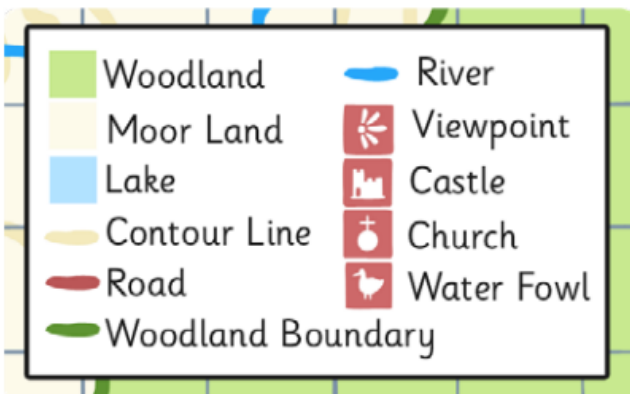 Woodland
Moor Land
Lake
Contour Line
Road
Woodland Boundary
River
Viewpoint
Castle
Church
Water Fowl